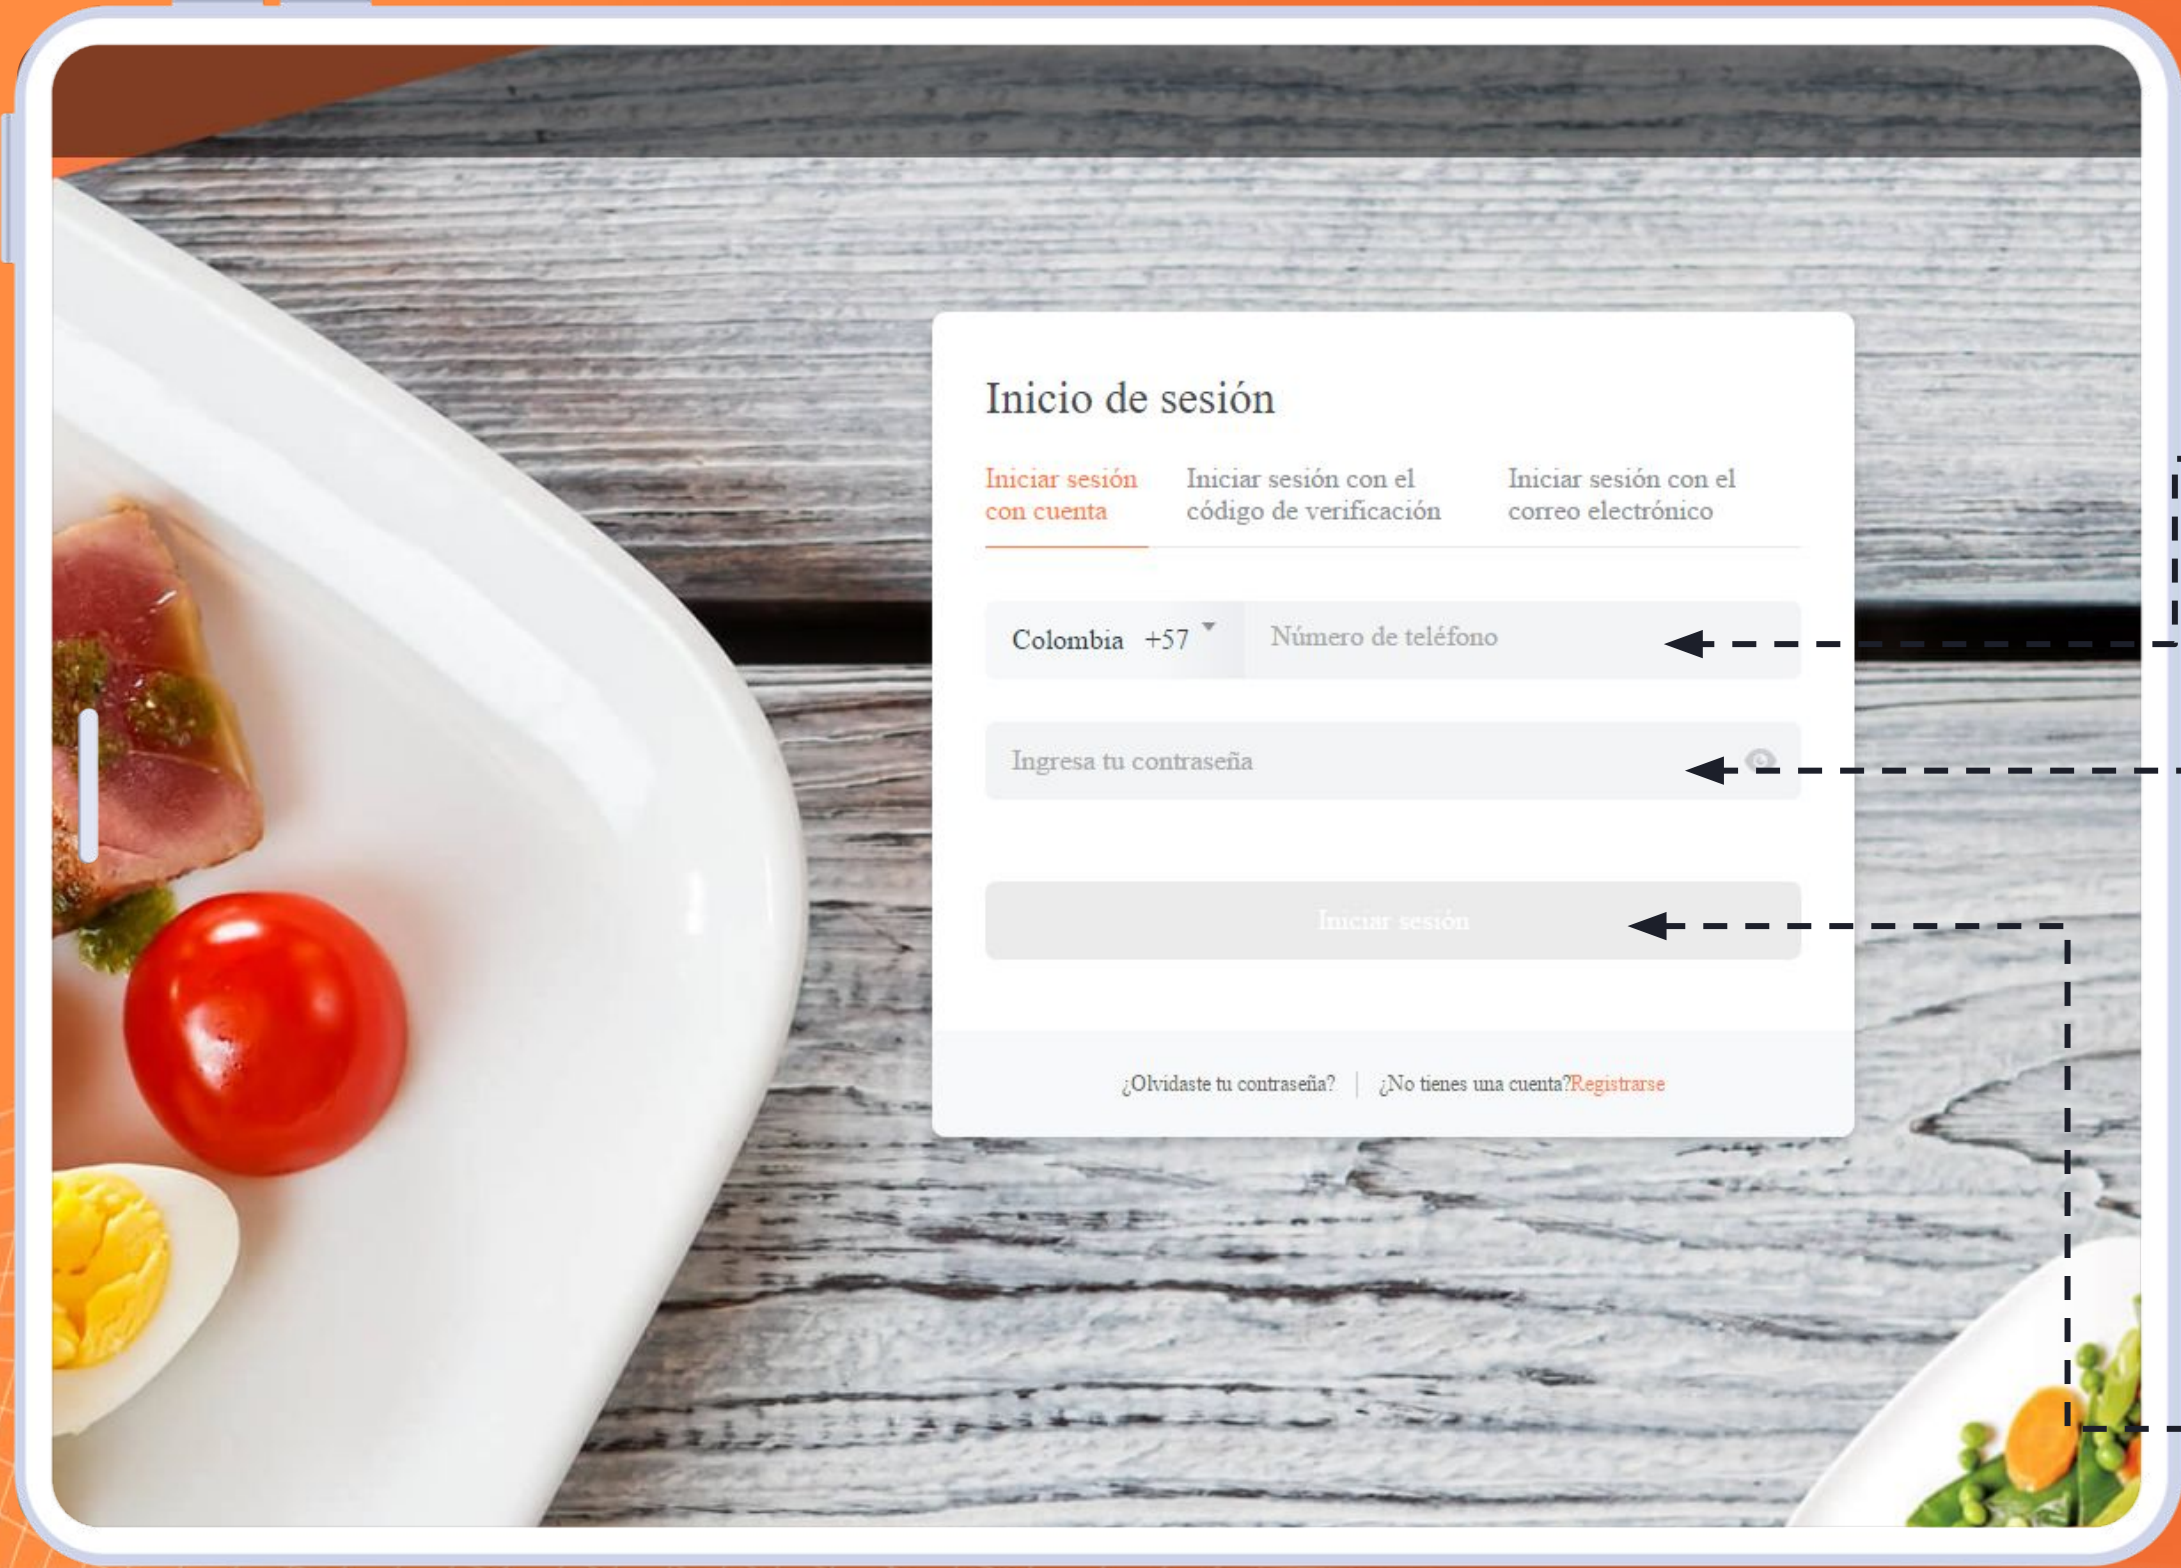 Inicio de sesión
Iniciar sesión
con cuenta
Iniciar sesión con el
código de verificación
Iniciar sesión con el
correo electrónico
Colombia +57
Número de teléfono
Ingresa tu contraseña
Iniciar sesión
¿Olvidaste tu contraseña?
¿No tienes una cuenta?Registrarse